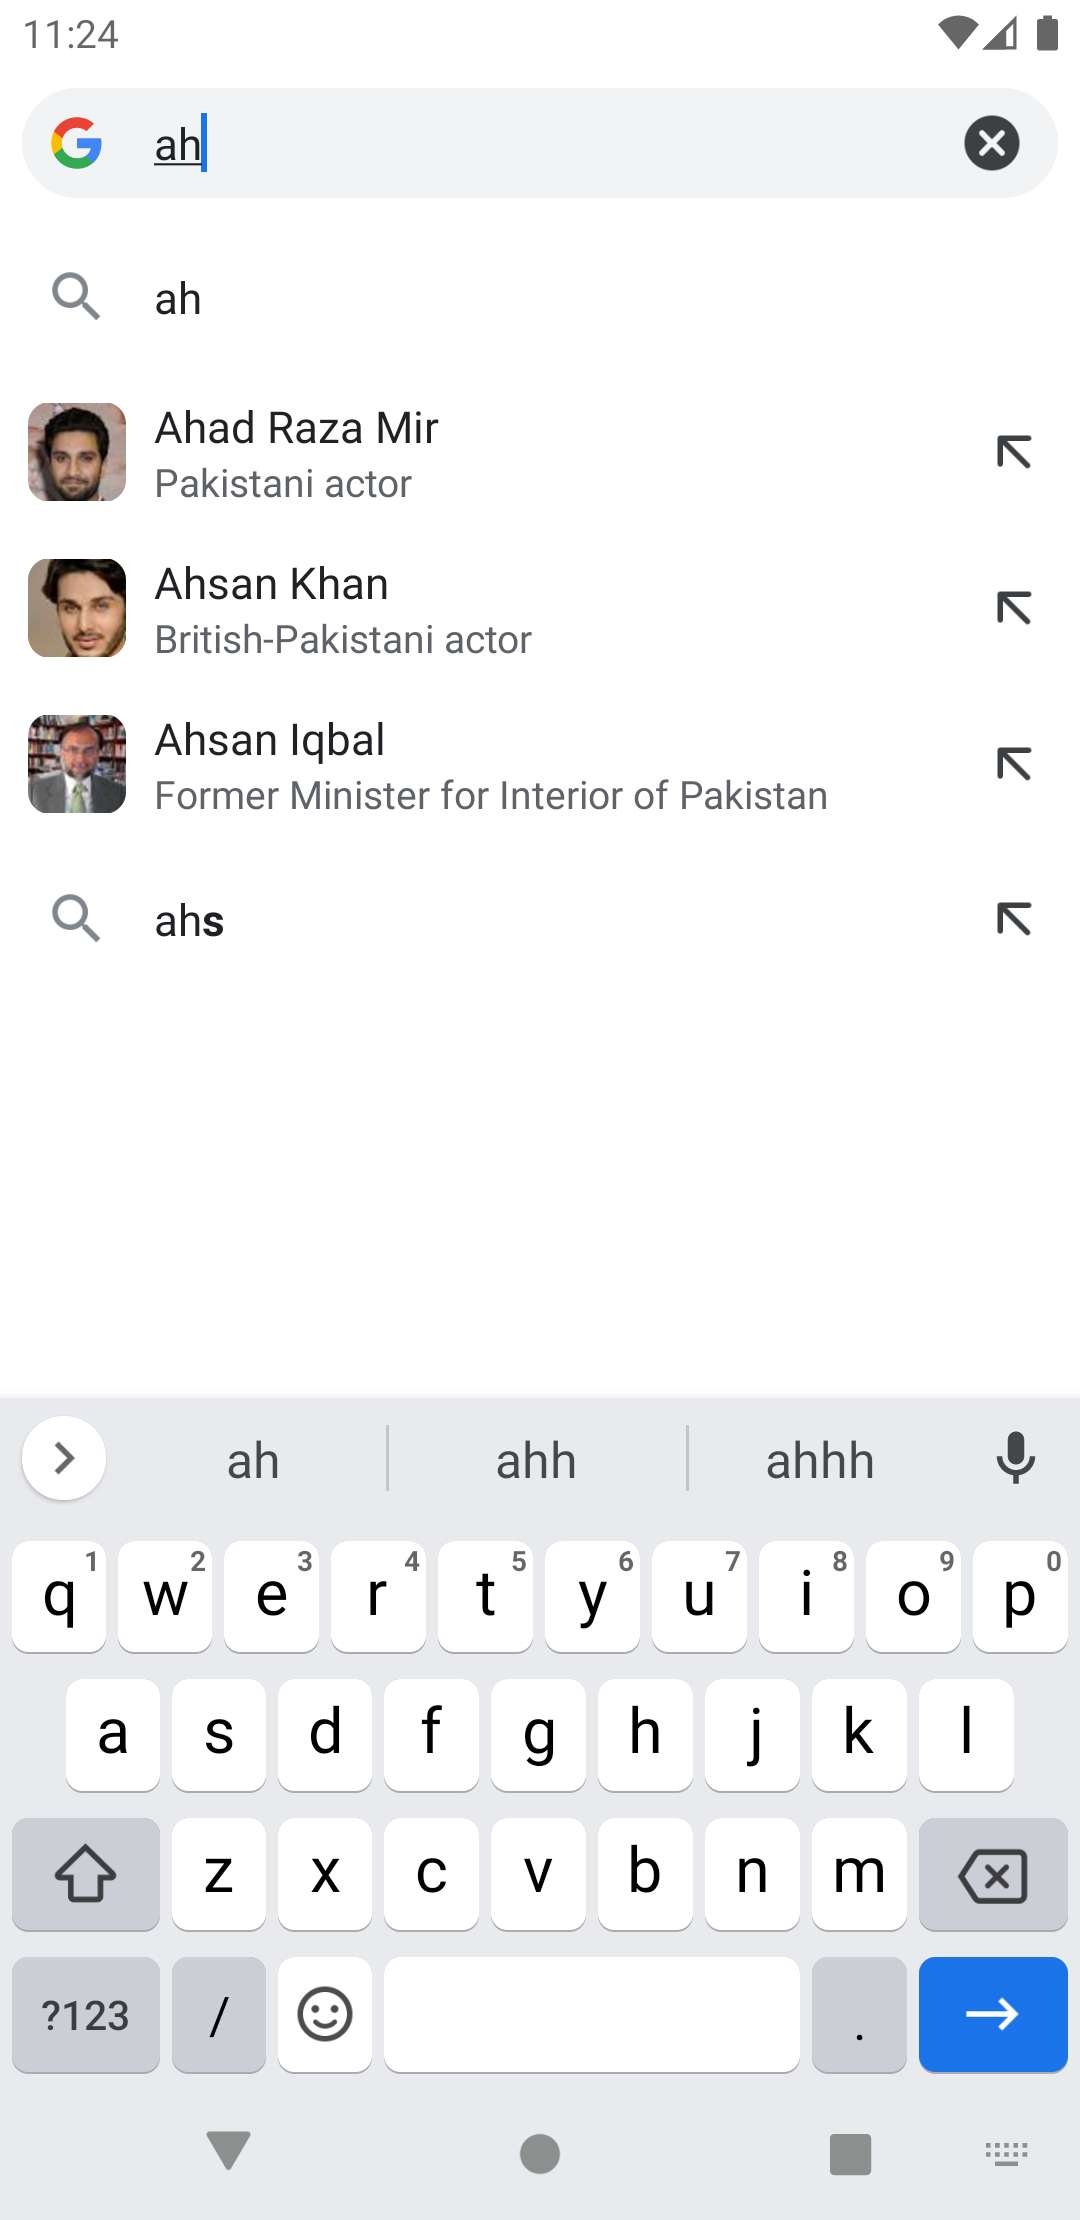 11:24
ah
ah
Ahad Raza Mir
Pakistani actor
Ahsan Khan
British-Pakistani actor
Ahsan Iqbal
Former Minister for Interior of Pakistan
ahs
ah ahh ahhh
q 1 w 2 e 3 r 4 t 5 y 6 u 7 i 8 o 9 p 0
a s d f g h j k l
z x c v b n m
?123 / .